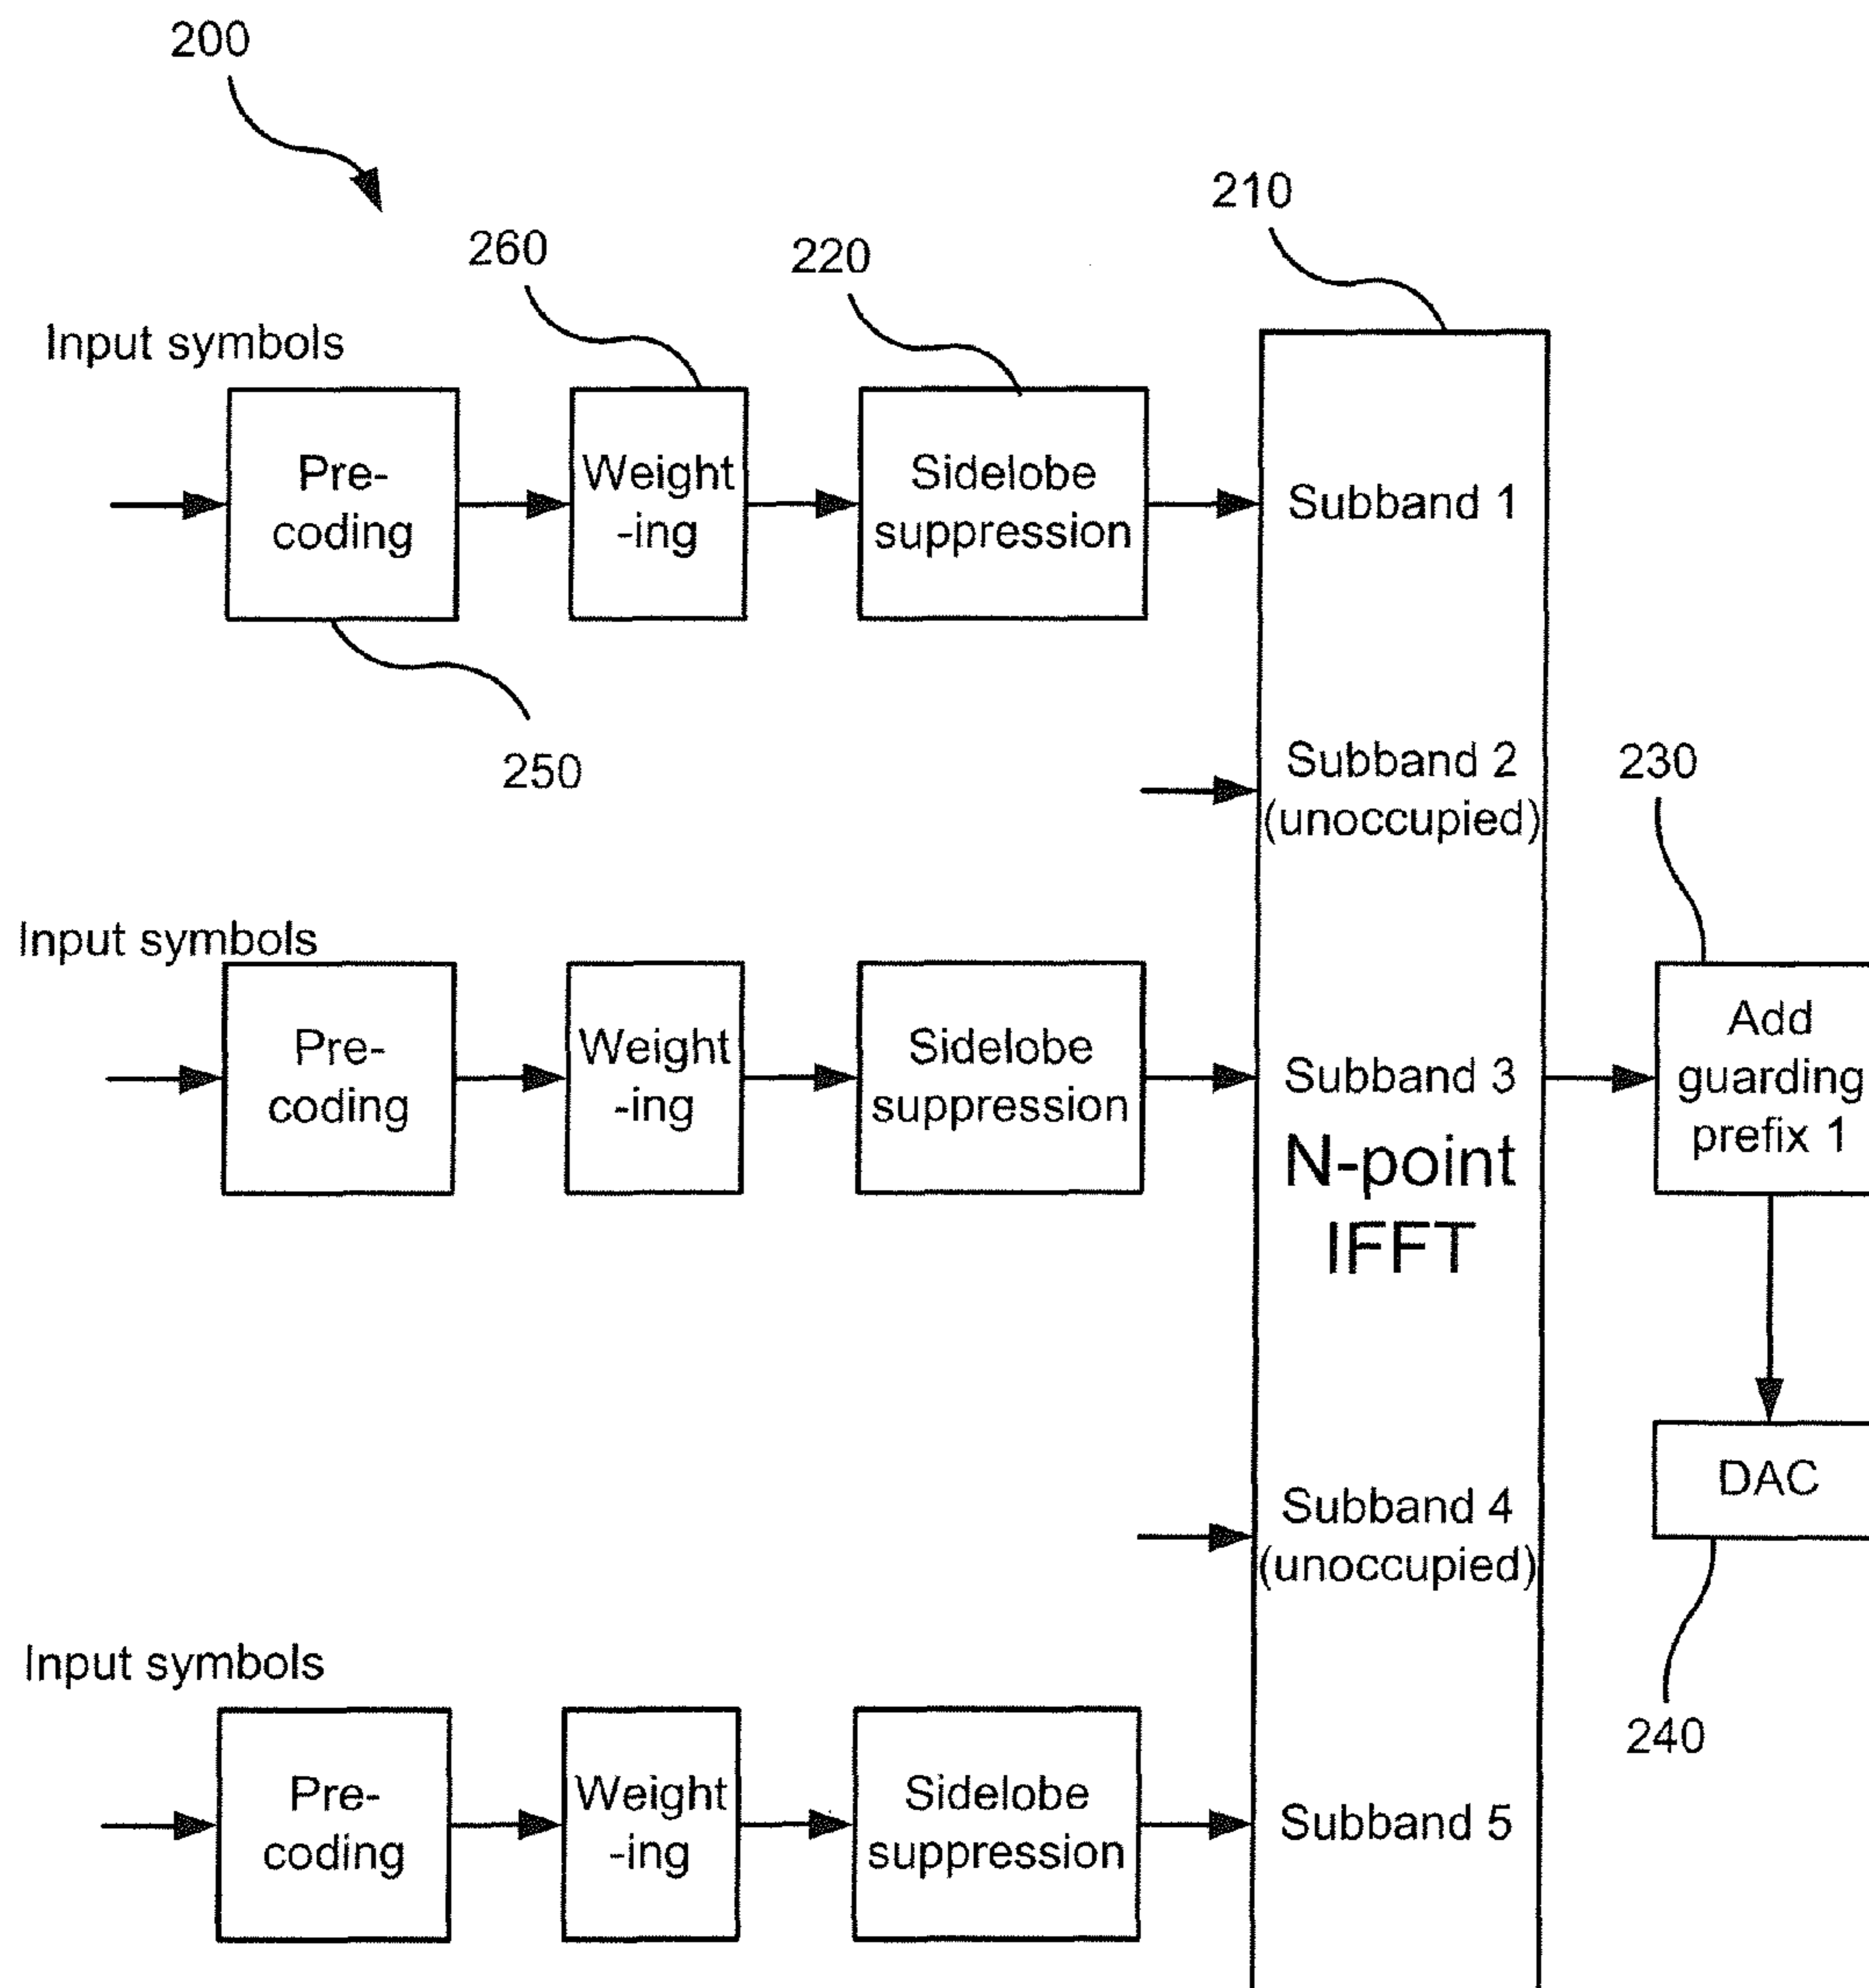 200
210
260
220
Input symbols
Pre-
coding
Weight
-ing
Sidelobe
suppression
Subband 1
250
Subband 2
(unoccupied)
230
Input symbols
Pre-
coding
Weight
-ing
Sidelobe
suppression
Subband 3
N-point
IFFT
Add
guarding
prefix 1
Subband 4
(unoccupied)
DAC
240
Input symbols
Pre-
coding
Weight
-ing
Sidelobe
suppression
Subband 5